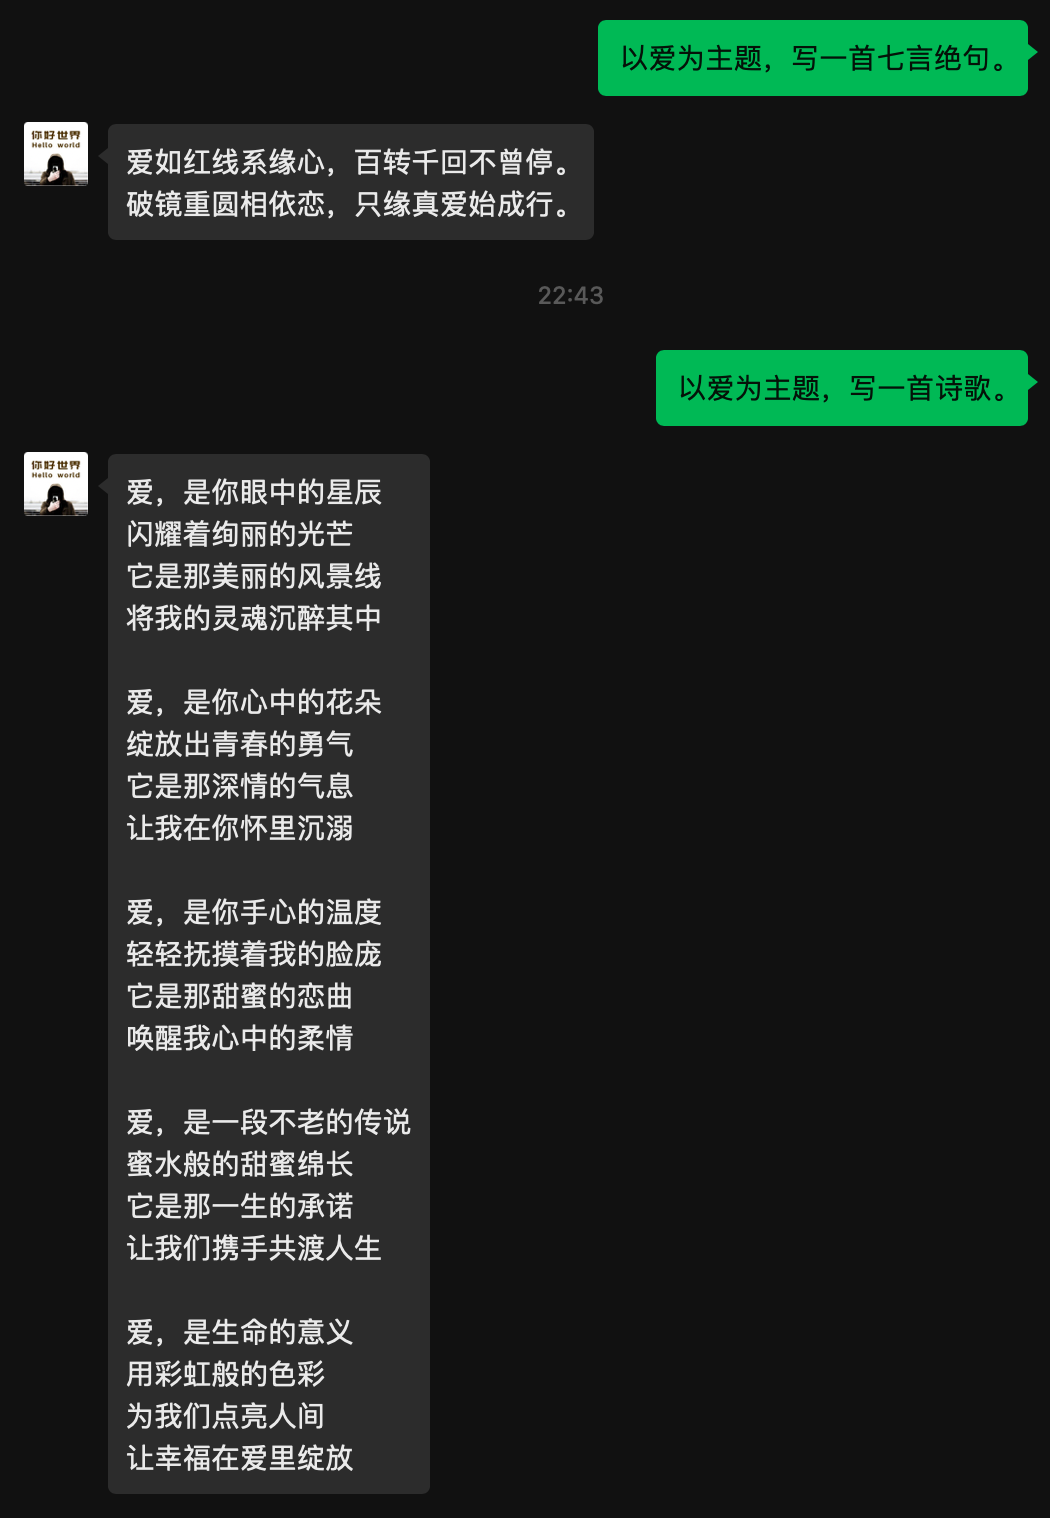 以爱为主题，写一首七言绝句。
你好世界
Hello world
爱如红线系缘心，百转千回不曾停。
破镜重圆相依恋，只缘真爱始成行。
22:43
以爱为主题，写一首诗歌。
你好世界
Hello world
爱，是你眼中的星辰
闪耀着绚丽的光芒
它是那美丽的风景线
将我的灵魂沉醉其中
爱，是你心中的花朵
绽放出青春的勇气
它是那深情的气息
让我在你怀里沉溺
爱，是你手心的温度
轻轻抚摸着我的脸庞
它是那甜蜜的恋曲
唤醒我心中的柔情
爱，是一段不老的传说
蜜水般的甜蜜绵长
它是那一生的承诺
让我们携手共渡人生
爱，是生命的意义
用彩虹般的色彩
为我们点亮人间
让幸福在爱里绽放